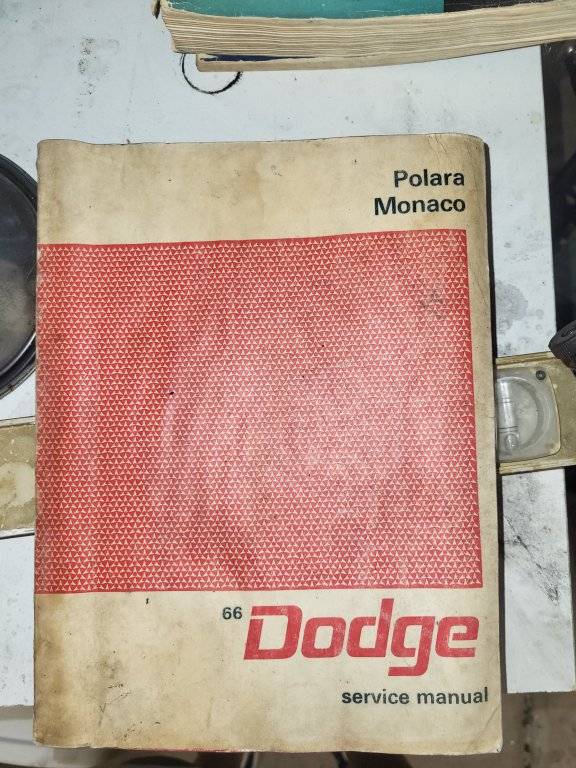 Polara
Monaco
66 Dodge
service manual